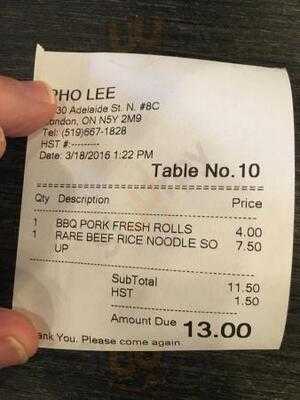 PHO LEE
30 Adelaide St. N. #8C
London, ON N5Y 2M9
Tel: (519)667-1828
HST #:---------
Date: 3/18/2016 1:22 PM
Table No.10
Qty Description Price
1 BBQ PORK FRESH ROLLS 4.00
1 RARE BEEF RICE NOODLE SO 7.50
UP
SubTotal 11.50
HST 1.50
Amount Due 13.00
ank You. Please come again.